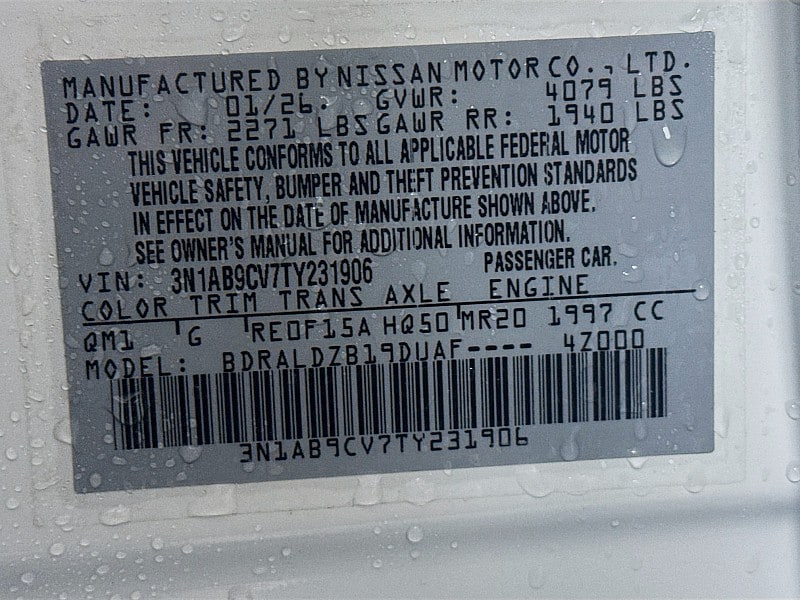 MANUFACTURED BY NISSAN MOTOR CO., LTD.
DATE: 01/26. GVWR: 4079 LBS
GAWR FR: 2271 LBS GAWR RR: 1940 LBS
THIS VEHICLE CONFORMS TO ALL APPLICABLE FEDERAL MOTOR
VEHICLE SAFETY, BUMPER AND THEFT PREVENTION STANDARDS
IN EFFECT ON THE DATE OF MANUFACTURE SHOWN ABOVE.
SEE OWNER'S MANUAL FOR ADDITIONAL INFORMATION.
VIN: 3N1AB9CV7TY231906 PASSENGER CAR.
COLOR TRIM TRANS AXLE ENGINE
QM1 G RE0F15A HQ50 MR20 1997 CC
MODEL: BDRALDZB19DUAF---- 4Z000
3N1AB9CV7TY231906